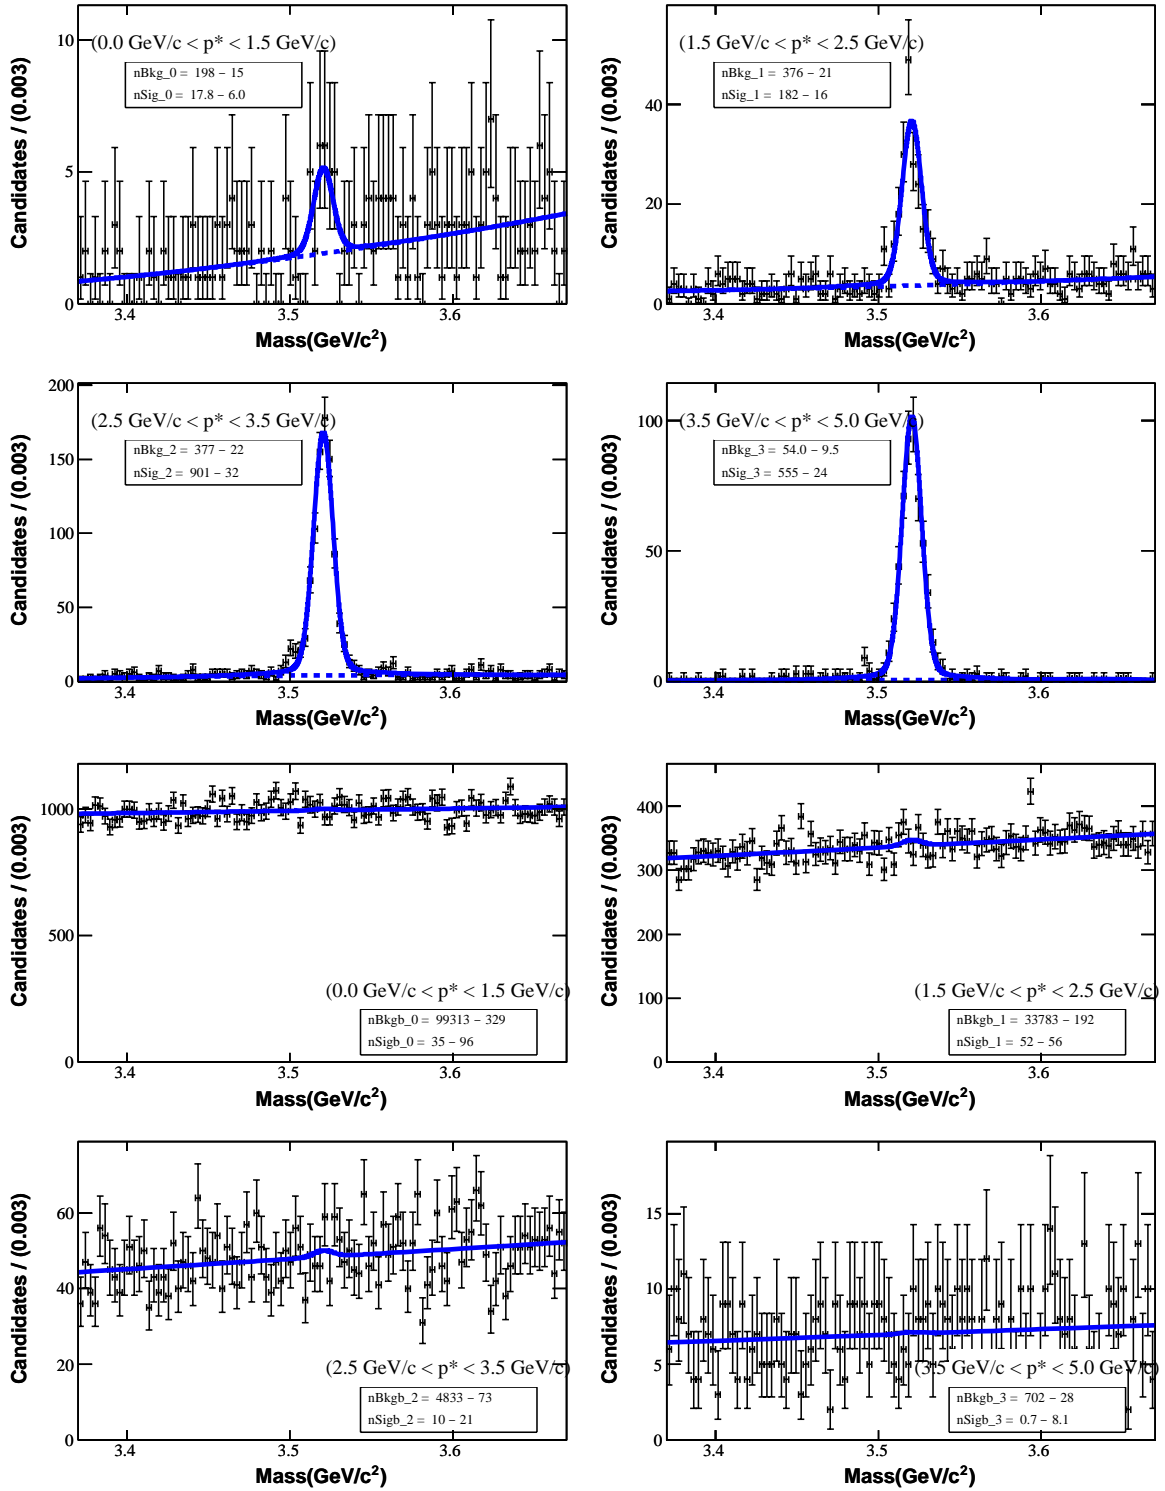 (0.0 GeV/c < p* < 1.5 GeV/c)
nBkg_0 = 198 − 15
nSig_0 = 17.8 − 6.0
Candidates / (0.003)
10
5
0
3.4 3.5 3.6
Mass(GeV/c²)
(1.5 GeV/c < p* < 2.5 GeV/c)
nBkg_1 = 376 − 21
nSig_1 = 182 − 16
Candidates / (0.003)
40
20
0
3.4 3.5 3.6
Mass(GeV/c²)
(2.5 GeV/c < p* < 3.5 GeV/c)
nBkg_2 = 377 − 22
nSig_2 = 901 − 32
Candidates / (0.003)
200
150
100
50
0
3.4 3.5 3.6
Mass(GeV/c²)
(3.5 GeV/c < p* < 5.0 GeV/c)
nBkg_3 = 54.0 − 9.5
nSig_3 = 555 − 24
Candidates / (0.003)
100
50
0
3.4 3.5 3.6
Mass(GeV/c²)
Candidates / (0.003)
1000
500
0
(0.0 GeV/c < p* < 1.5 GeV/c)
nBkgb_0 = 99313 − 329
nSigb_0 = 35 − 96
3.4 3.5 3.6
Mass(GeV/c²)
Candidates / (0.003)
400
300
200
100
0
(1.5 GeV/c < p* < 2.5 GeV/c)
nBkgb_1 = 33783 − 192
nSigb_1 = 52 − 56
3.4 3.5 3.6
Mass(GeV/c²)
Candidates / (0.003)
60
40
20
0
(2.5 GeV/c < p* < 3.5 GeV/c)
nBkgb_2 = 4833 − 73
nSigb_2 = 10 − 21
3.4 3.5 3.6
Mass(GeV/c²)
Candidates / (0.003)
15
10
5
0
(3.5 GeV/c < p* < 5.0 GeV/c)
nBkgb_3 = 702 − 28
nSigb_3 = 0.7 − 8.1
3.4 3.5 3.6
Mass(GeV/c²)